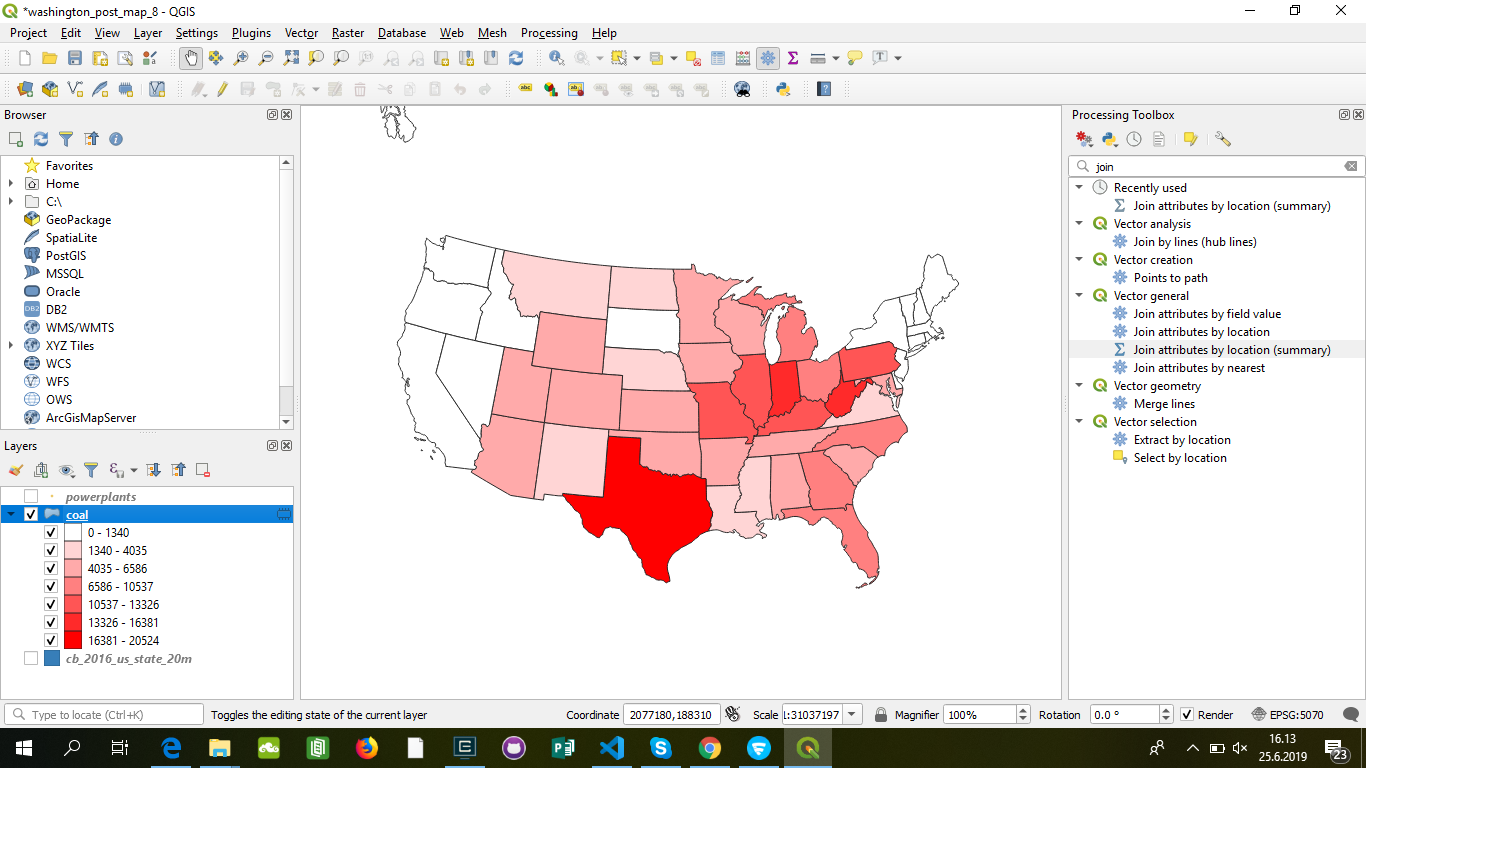 *washington_post_map_8 - QGIS
Project Edit View Layer Settings Plugins Vector Raster Database Web Mesh Processing Help
Browser
Favorites
Home
C:\
GeoPackage
SpatiaLite
PostGIS
MSSQL
Oracle
DB2
WMS/WMTS
XYZ Tiles
WCS
WFS
OWS
ArcGisMapServer
Layers
powerplants
coal
0 - 1340
1340 - 4035
4035 - 6586
6586 - 10537
10537 - 13326
13326 - 16381
16381 - 20524
cb_2016_us_state_20m
Processing Toolbox
join
Recently used
Join attributes by location (summary)
Vector analysis
Join by lines (hub lines)
Vector creation
Points to path
Vector general
Join attributes by field value
Join attributes by location
Join attributes by location (summary)
Join attributes by nearest
Vector geometry
Merge lines
Vector selection
Extract by location
Select by location
Type to locate (Ctrl+K) Toggles the editing state of the current layer Coordinate 2077180,188310 Scale 1:31037197 Magnifier 100% Rotation 0.0 ° Render EPSG:5070
16.13
25.6.2019
23